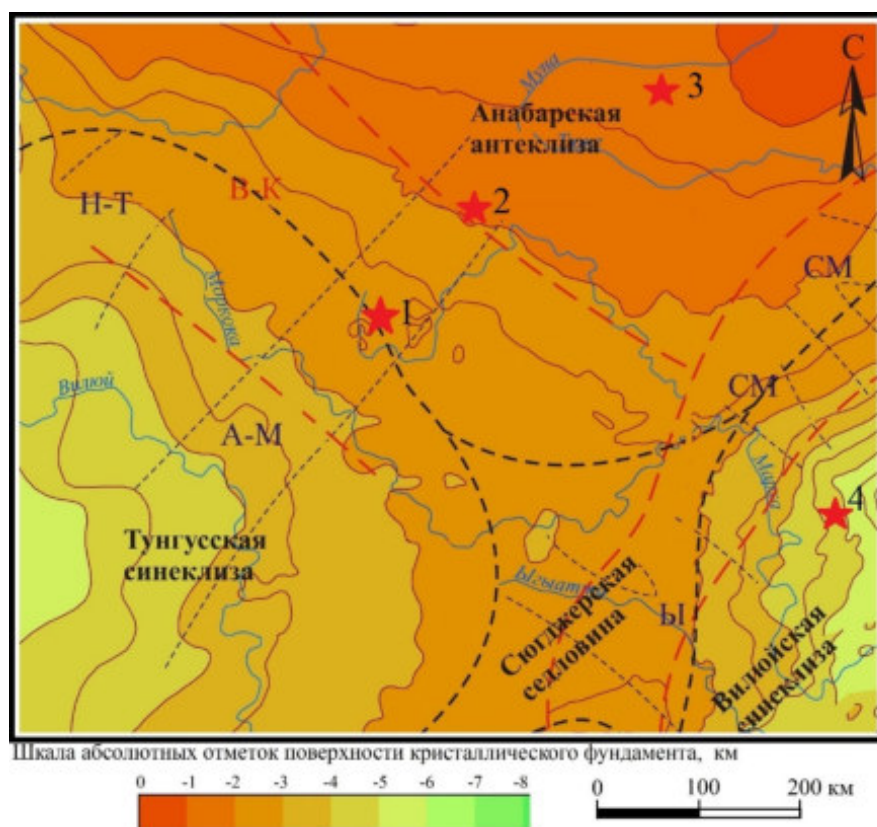 С
Муна
3
Анабарская
антеклиза
В-К
2
Н-Т
СМ
Моркока
1
Вилюй
СМ
А-М
Марха
4
Тунгусская
синеклиза
Ыгыатта
Сюгджерская
седловина
Ы
Вилюйская
синеклиза
Шкала абсолютных отметок поверхности кристаллического фундамента, км
0 -1 -2 -3 -4 -5 -6 -7 -8
0 100 200 км